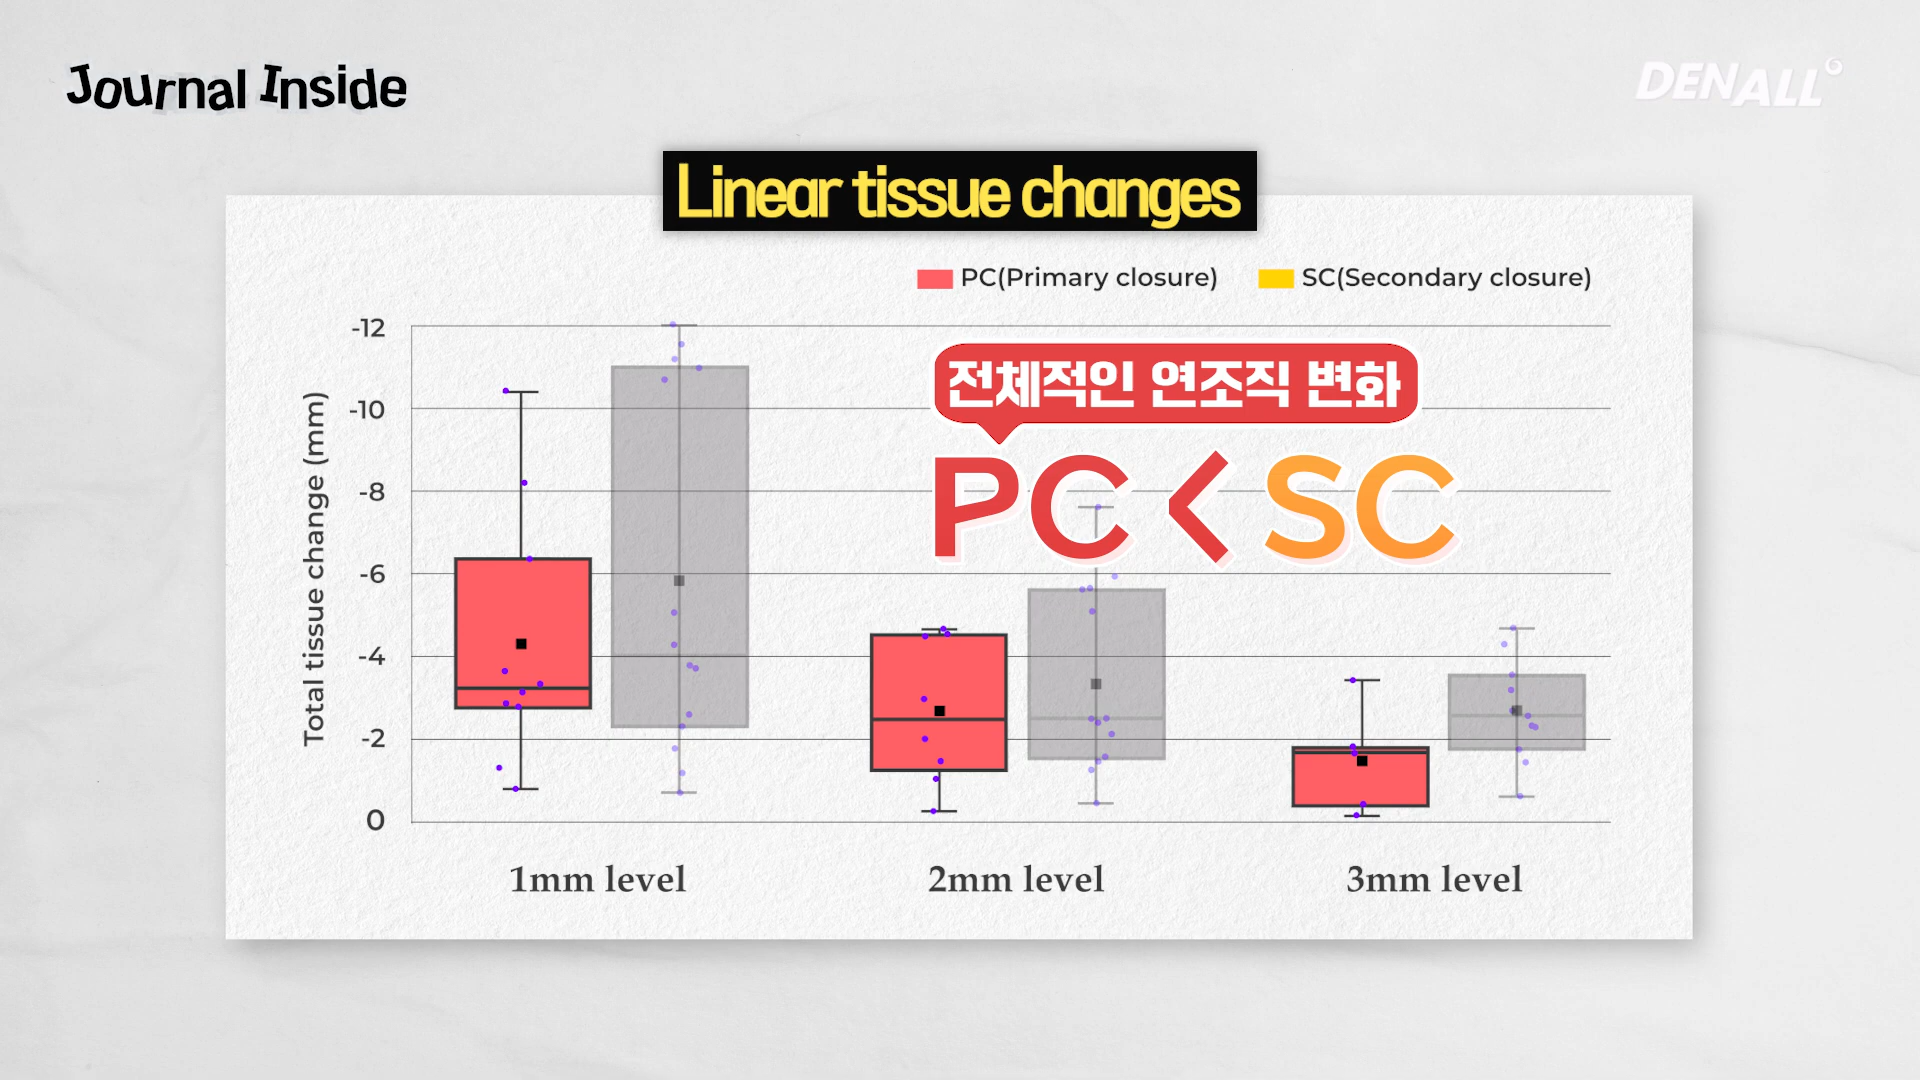 Journal Inside
DENALL
Linear tissue changes
PC(Primary closure)
SC(Secondary closure)
전체적인 연조직 변화
PC < SC
Total tissue change (mm)
-12
-10
-8
-6
-4
-2
0
1mm level
2mm level
3mm level